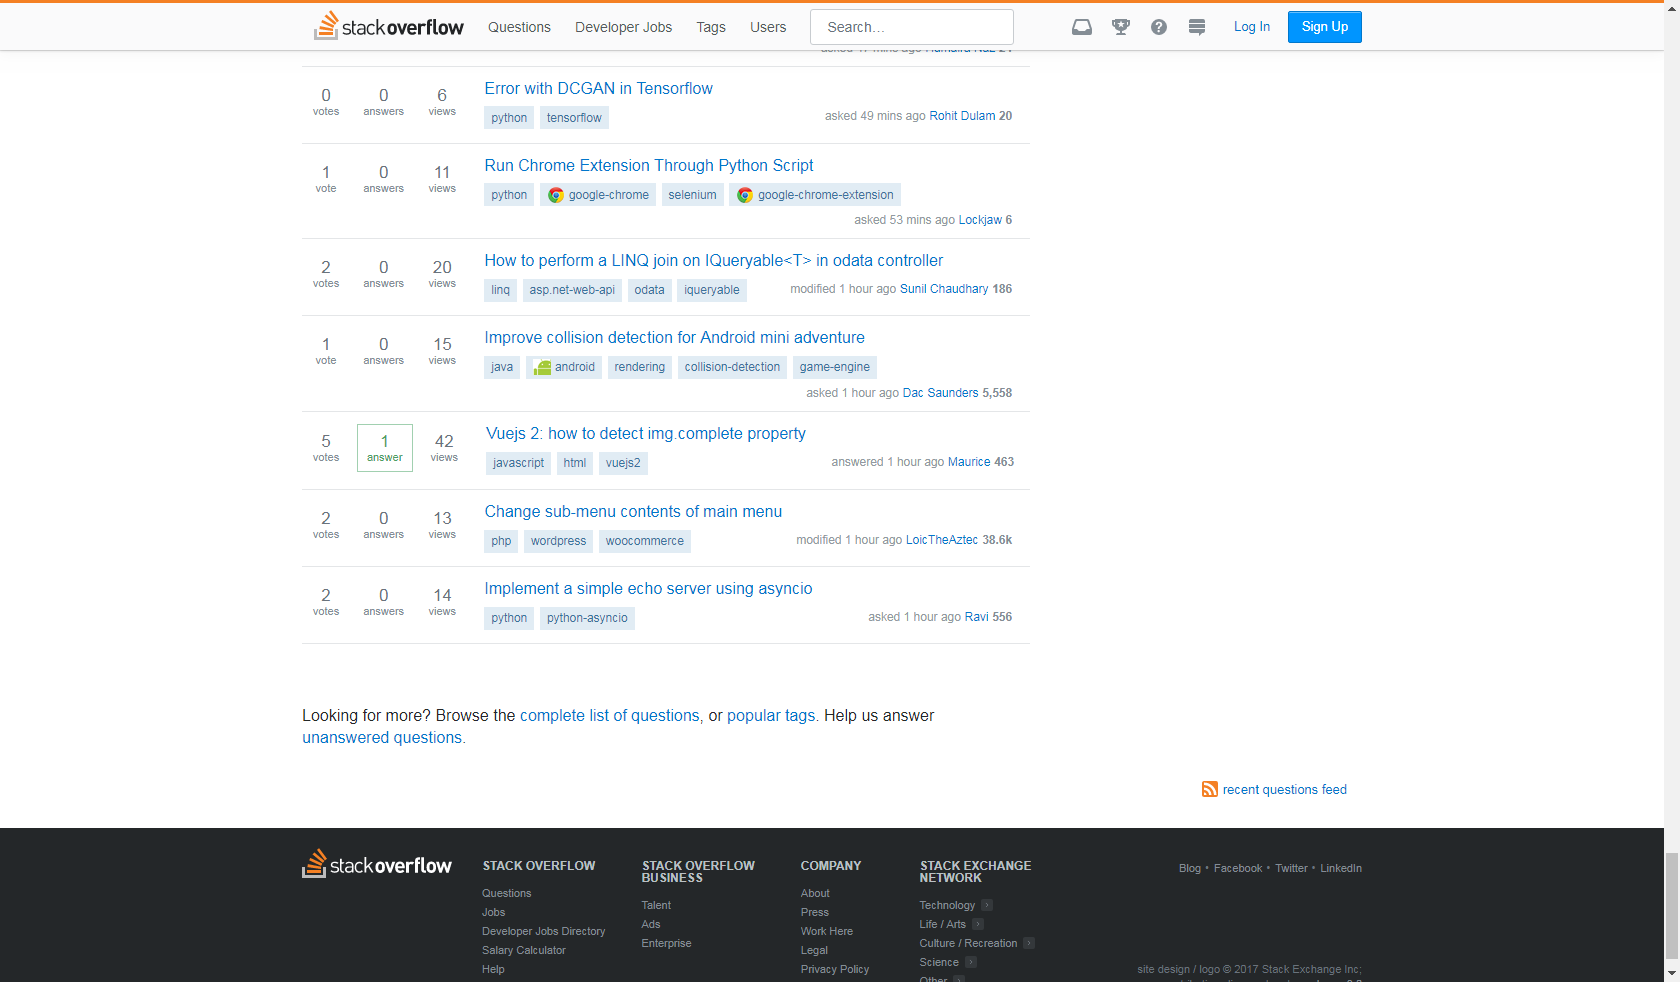 stackoverflow Questions Developer Jobs Tags Users Search... Log In Sign Up
0 votes 0 answers 6 views Error with DCGAN in Tensorflow
python tensorflow asked 49 mins ago Rohit Dulam 20
1 vote 0 answers 11 views Run Chrome Extension Through Python Script
python google-chrome selenium google-chrome-extension
asked 53 mins ago Lockjaw 6
2 votes 0 answers 20 views How to perform a LINQ join on IQueryable<T> in odata controller
linq asp.net-web-api odata iqueryable modified 1 hour ago Sunil Chaudhary 186
1 vote 0 answers 15 views Improve collision detection for Android mini adventure
java android rendering collision-detection game-engine
asked 1 hour ago Dac Saunders 5,558
5 votes 1 answer 42 views Vuejs 2: how to detect img.complete property
javascript html vuejs2 answered 1 hour ago Maurice 463
2 votes 0 answers 13 views Change sub-menu contents of main menu
php wordpress woocommerce modified 1 hour ago LoicTheAztec 38.6k
2 votes 0 answers 14 views Implement a simple echo server using asyncio
python python-asyncio asked 1 hour ago Ravi 556
Looking for more? Browse the complete list of questions, or popular tags. Help us answer
unanswered questions.
recent questions feed
stackoverflow
STACK OVERFLOW
Questions
Jobs
Developer Jobs Directory
Salary Calculator
Help
STACK OVERFLOW
BUSINESS
Talent
Ads
Enterprise
COMPANY
About
Press
Work Here
Legal
Privacy Policy
STACK EXCHANGE
NETWORK
Technology
Life / Arts
Culture / Recreation
Science
Other
Blog • Facebook • Twitter • LinkedIn
site design / logo © 2017 Stack Exchange Inc;